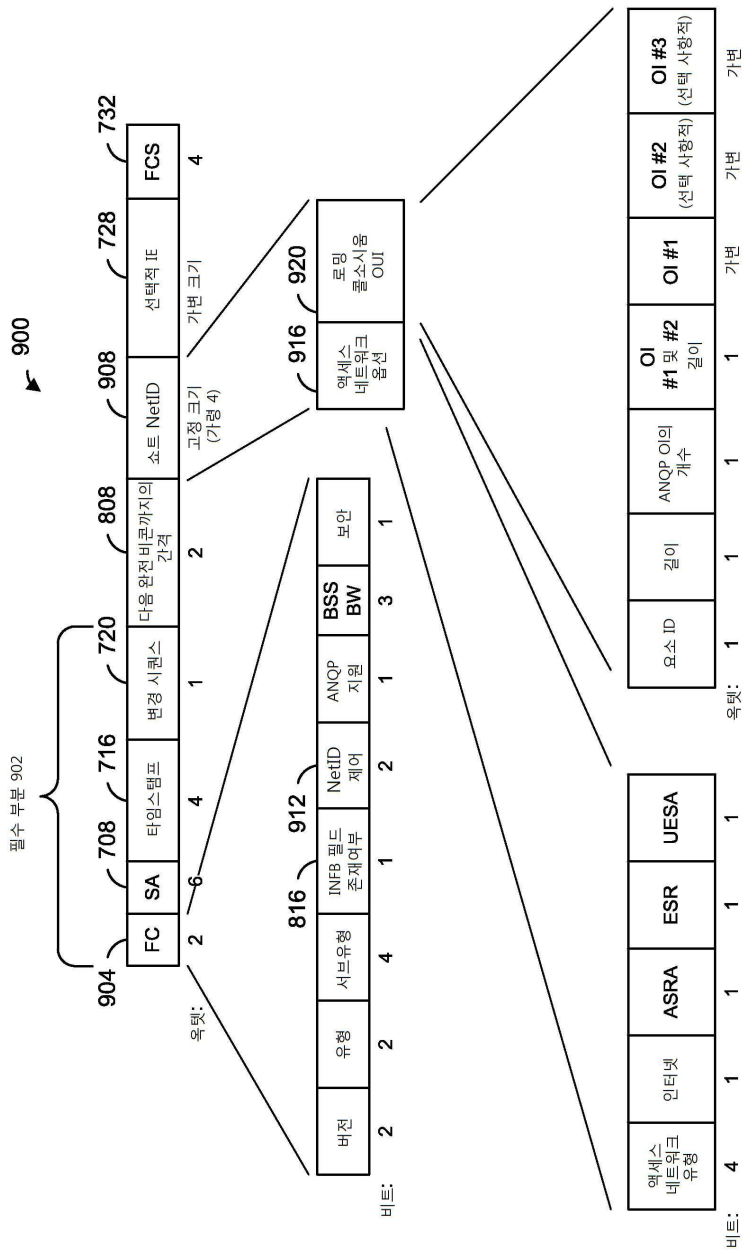 900
필수 부분 902
904
708
716
720
808
908
728
732
FC
SA
타임스탬프
변경 시퀀스
다음 완전 비콘까지의
간격
쇼트 NetID
선택적 IE
FCS
옥텟:
2
6
4
1
2
고정 크기
(가령 4)
가변 크기
4
816
912
916
920
버전
유형
서브유형
INFB 필드
존재여부
NetID
제어
ANQP
지원
BSS
BW
보안
비트:
2
2
4
1
2
1
3
1
액세스
네트워크
옵션
로밍
콜소시움
OUI
액세스
네트워크
유형
인터넷
ASRA
ESR
UESA
비트:
4
1
1
1
1
요소 ID
길이
ANQP OI의
개수
OI
#1 및 #2
길이
OI #1
OI #2
(선택 사항적)
OI #3
(선택 사항적)
옥텟:
1
1
1
1
가변
가변
가변